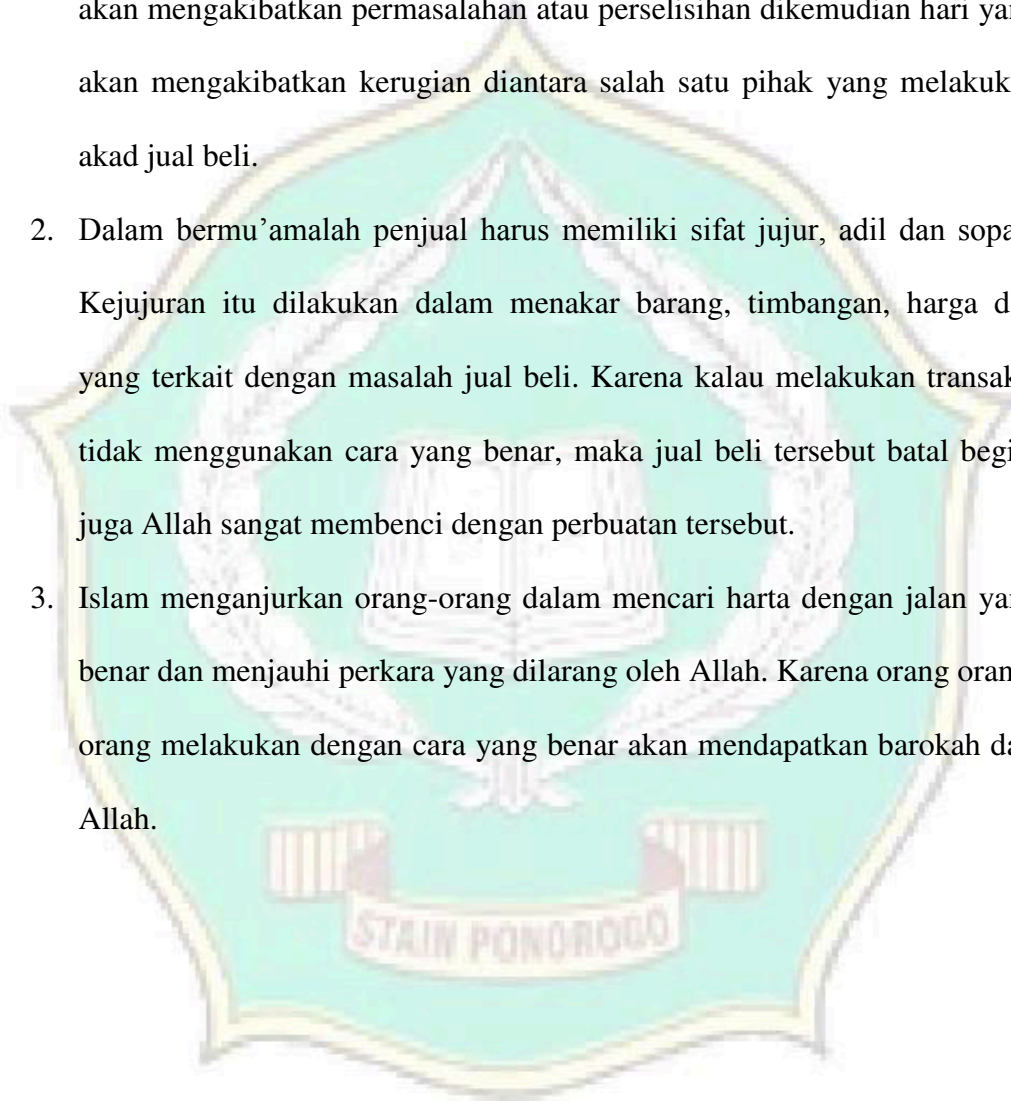 akan mengakibatkan permasalahan atau perselisihan dikemudian hari yan
akan mengakibatkan kerugian diantara salah satu pihak yang melakuk
akad jual beli.
2. Dalam bermu’amalah penjual harus memiliki sifat jujur, adil dan sopa
Kejujuran itu dilakukan dalam menakar barang, timbangan, harga d
yang terkait dengan masalah jual beli. Karena kalau melakukan transak
tidak menggunakan cara yang benar, maka jual beli tersebut batal begi
juga Allah sangat membenci dengan perbuatan tersebut.
3. Islam menganjurkan orang-orang dalam mencari harta dengan jalan yan
benar dan menjauhi perkara yang dilarang oleh Allah. Karena orang oran
orang melakukan dengan cara yang benar akan mendapatkan barokah da
Allah.
STAIN PONOROGO